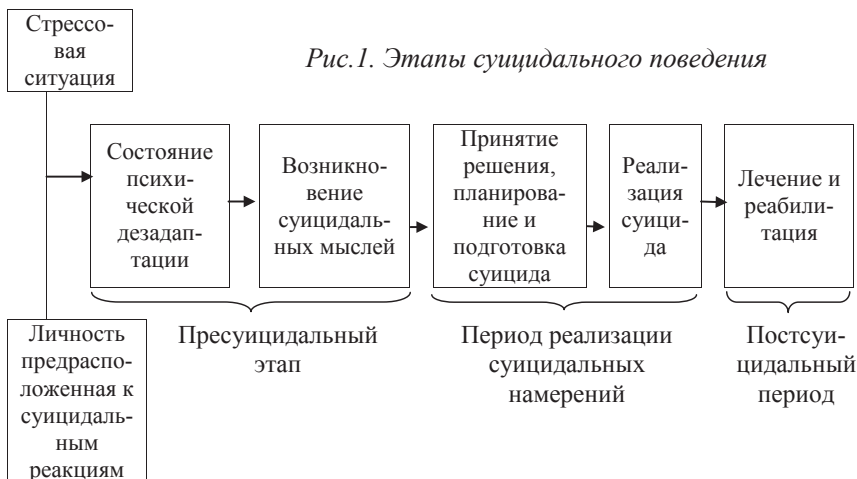 Стрессо-
вая
ситуация
Рис.1. Этапы суицидального поведения
Состояние
психи-
ческой
дезадап-
тации
Возникно-
вение
суицидаль-
ных мыслей
Принятие
решения,
планирова-
ние и
подготовка
суицида
Реали-
зация
суици-
да
Лечение и
реабили-
тация
Личность
предраспо-
ложенная к
суицидаль-
ным
реакциям
Пресуицидальный
этап
Период реализации
суицидальных
намерений
Постсуи-
цидальный
период